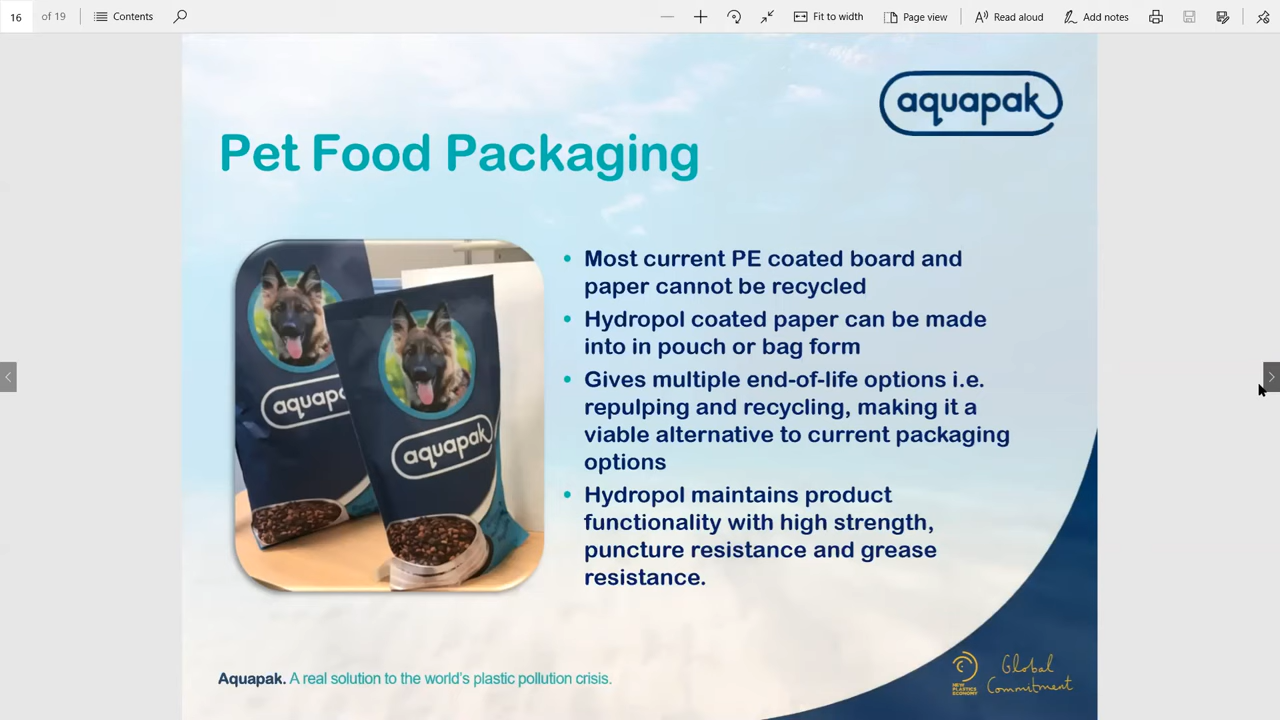 16 of 19 Contents Fit to width Page view Read aloud Add notes
aquapak
Pet Food Packaging
• Most current PE coated board and
paper cannot be recycled
• Hydropol coated paper can be made
into in pouch or bag form
• Gives multiple end-of-life options i.e.
repulping and recycling, making it a
viable alternative to current packaging
options
• Hydropol maintains product
functionality with high strength,
puncture resistance and grease
resistance.
aquapa
aquapak
Aquapak. A real solution to the world's plastic pollution crisis.
NEW PLASTICS
ECONOMY
Global
Commitment